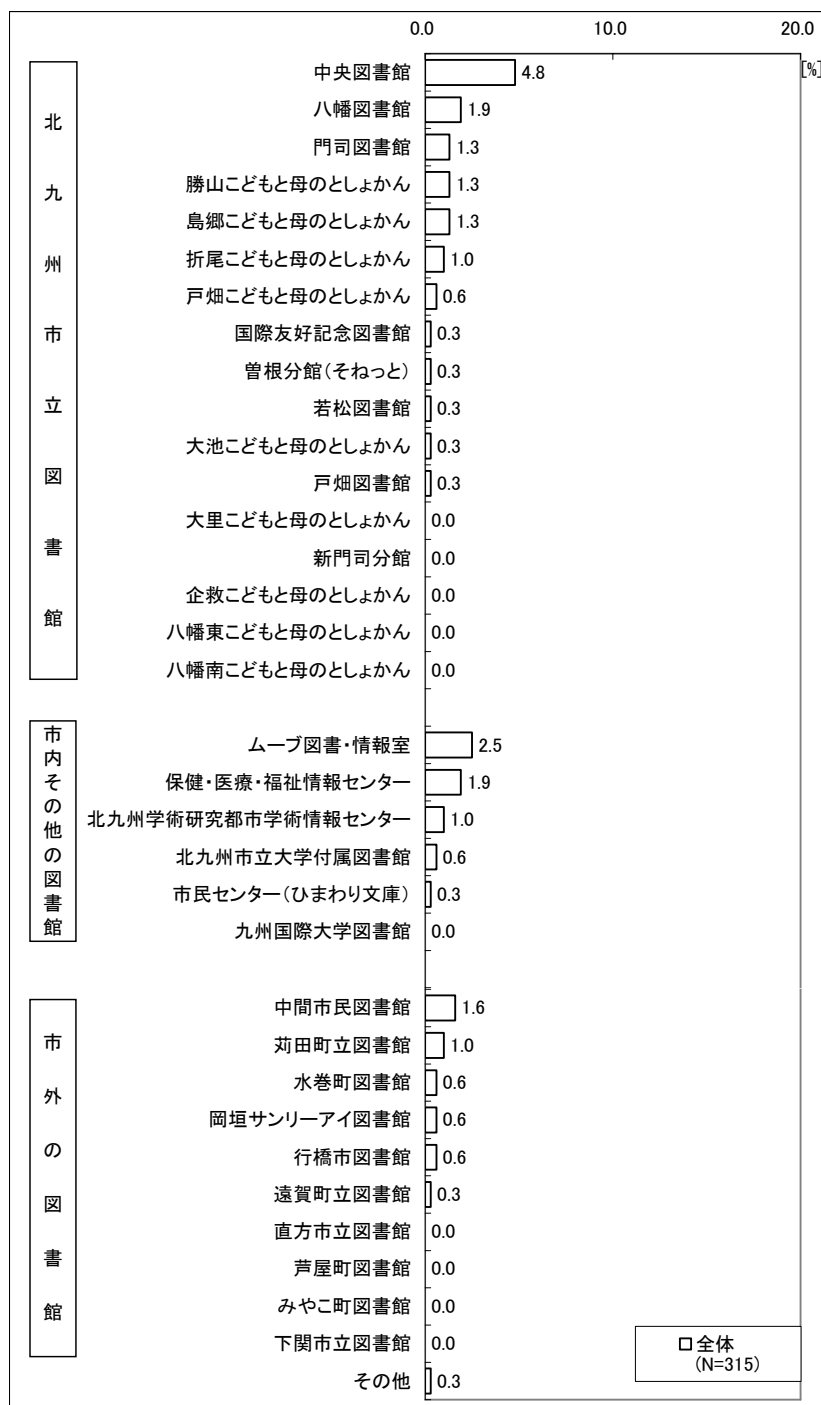 0.0 10.0 20.0
[%]
北九州市立図書館
中央図書館 4.8
八幡図書館 1.9
門司図書館 1.3
勝山こどもと母のとしょかん 1.3
島郷こどもと母のとしょかん 1.3
折尾こどもと母のとしょかん 1.0
戸畑こどもと母のとしょかん 0.6
国際友好記念図書館 0.3
曽根分館(そねっと) 0.3
若松図書館 0.3
大池こどもと母のとしょかん 0.3
戸畑図書館 0.3
大里こどもと母のとしょかん 0.0
新門司分館 0.0
企救こどもと母のとしょかん 0.0
八幡東こどもと母のとしょかん 0.0
八幡南こどもと母のとしょかん 0.0
市内その他の図書館
ムーブ図書・情報室 2.5
保健・医療・福祉情報センター 1.9
北九州学術研究都市学術情報センター 1.0
北九州市立大学付属図書館 0.6
市民センター(ひまわり文庫) 0.3
九州国際大学図書館 0.0
市外の図書館
中間市民図書館 1.6
苅田町立図書館 1.0
水巻町図書館 0.6
岡垣サンリーアイ図書館 0.6
行橋市図書館 0.6
遠賀町立図書館 0.3
直方市立図書館 0.0
芦屋町図書館 0.0
みやこ町図書館 0.0
下関市立図書館 0.0
その他 0.3
全体
(N=315)